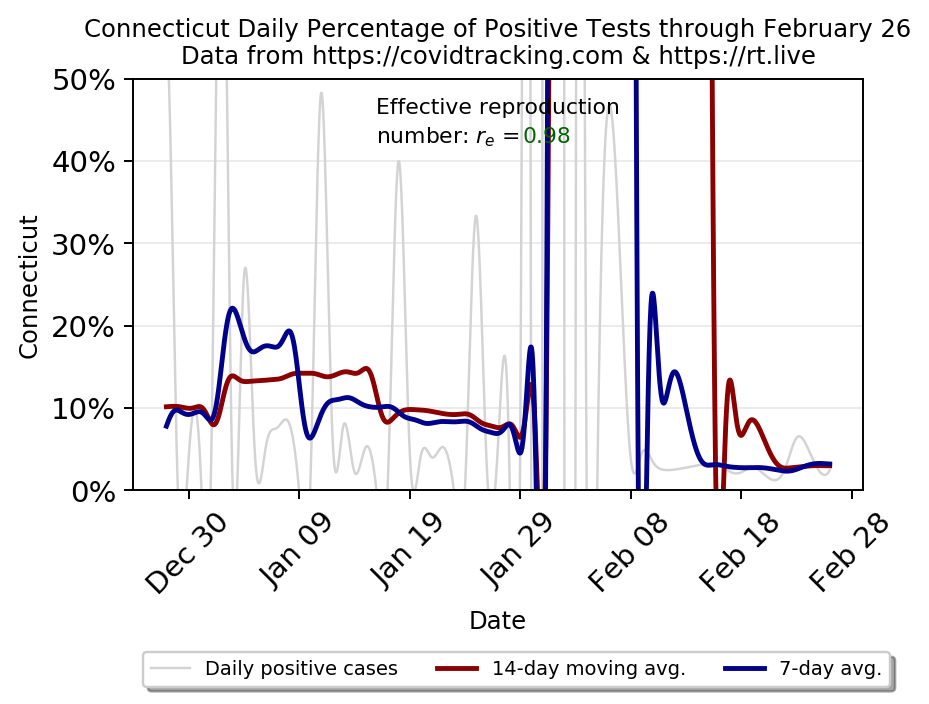 Connecticut Daily Percentage of Positive Tests through February 26
Data from https://covidtracking.com & https://rt.live
50%
40%
30%
20%
10%
0%
Connecticut
Effective reproduction
number: rₑ =0.98
Dec 30
Jan 09
Jan 19
Jan 29
Feb 08
Feb 18
Feb 28
Date
Daily positive cases
14-day moving avg.
7-day avg.